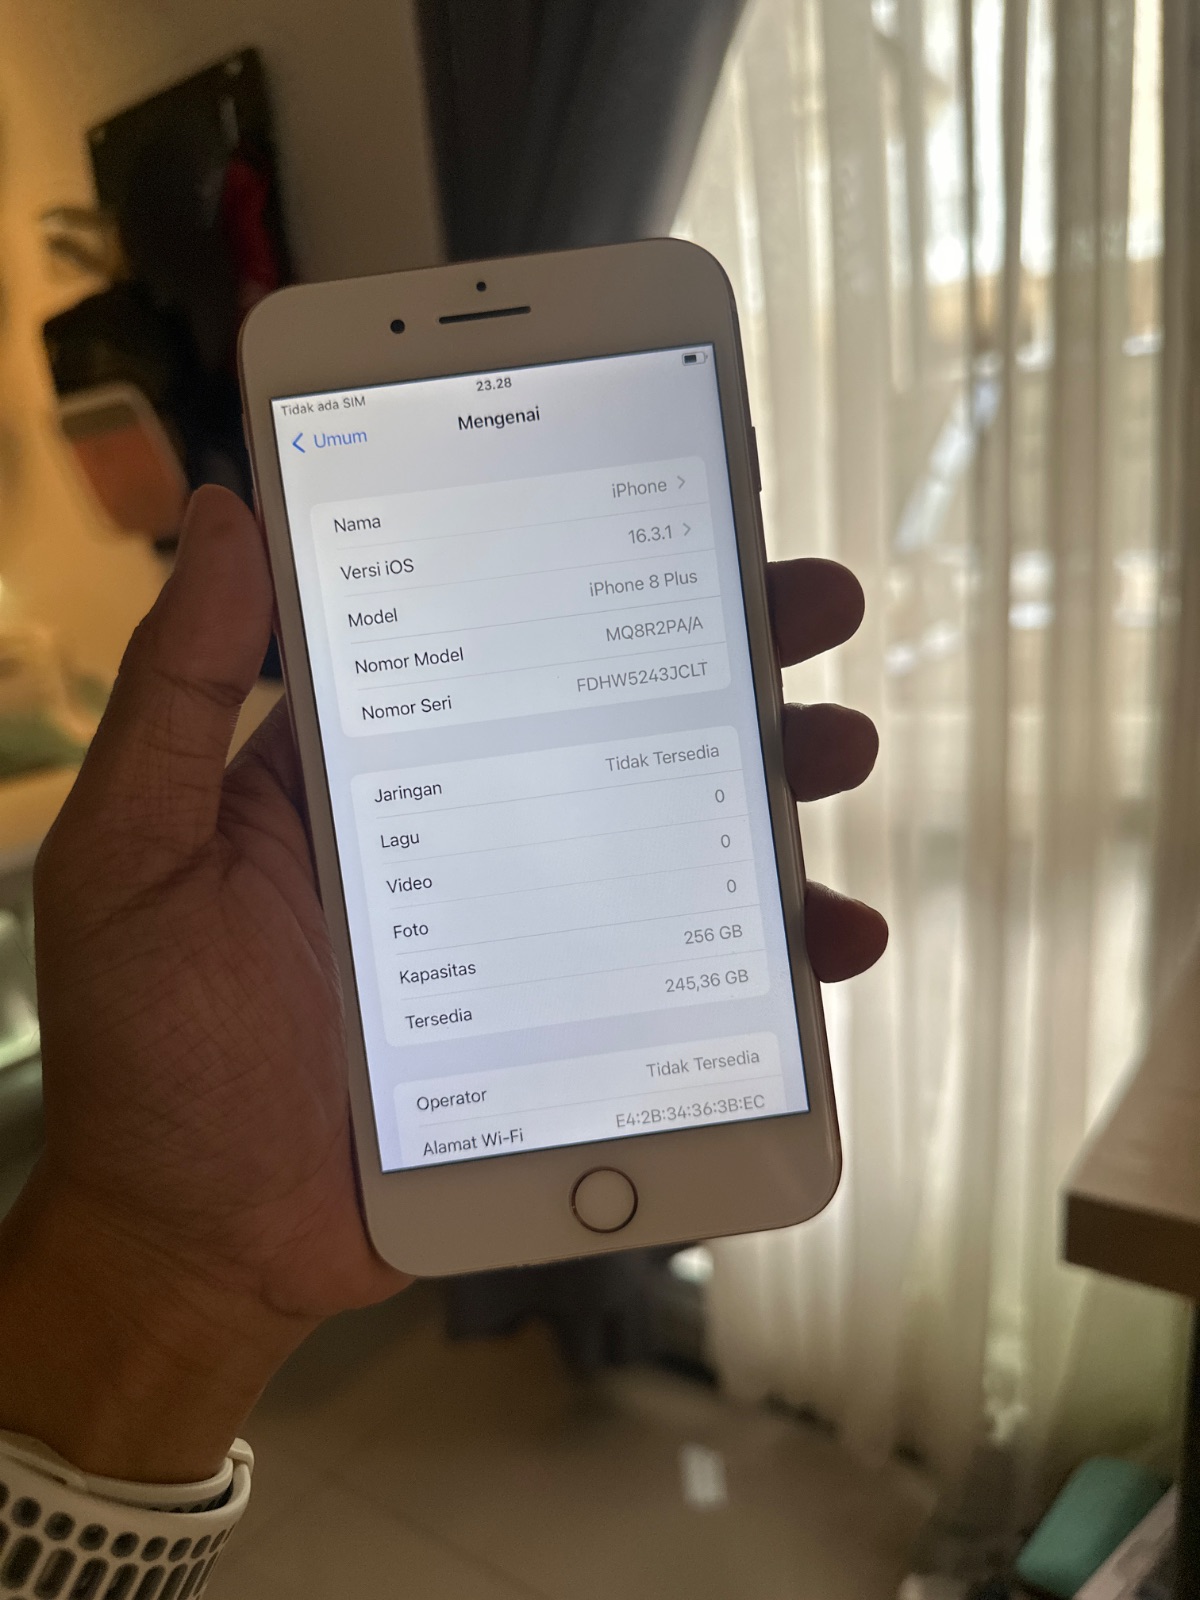 Tidak ada SIM
23.28
Umum
Mengenai
Nama iPhone
Versi iOS 16.3.1
Model iPhone 8 Plus
Nomor Model MQ8R2PA/A
Nomor Seri FDHW5243JCLT
Jaringan Tidak Tersedia
Lagu 0
Video 0
Foto 0
Kapasitas 256 GB
Tersedia 245,36 GB
Operator Tidak Tersedia
Alamat Wi-Fi E4:2B:34:36:3B:EC